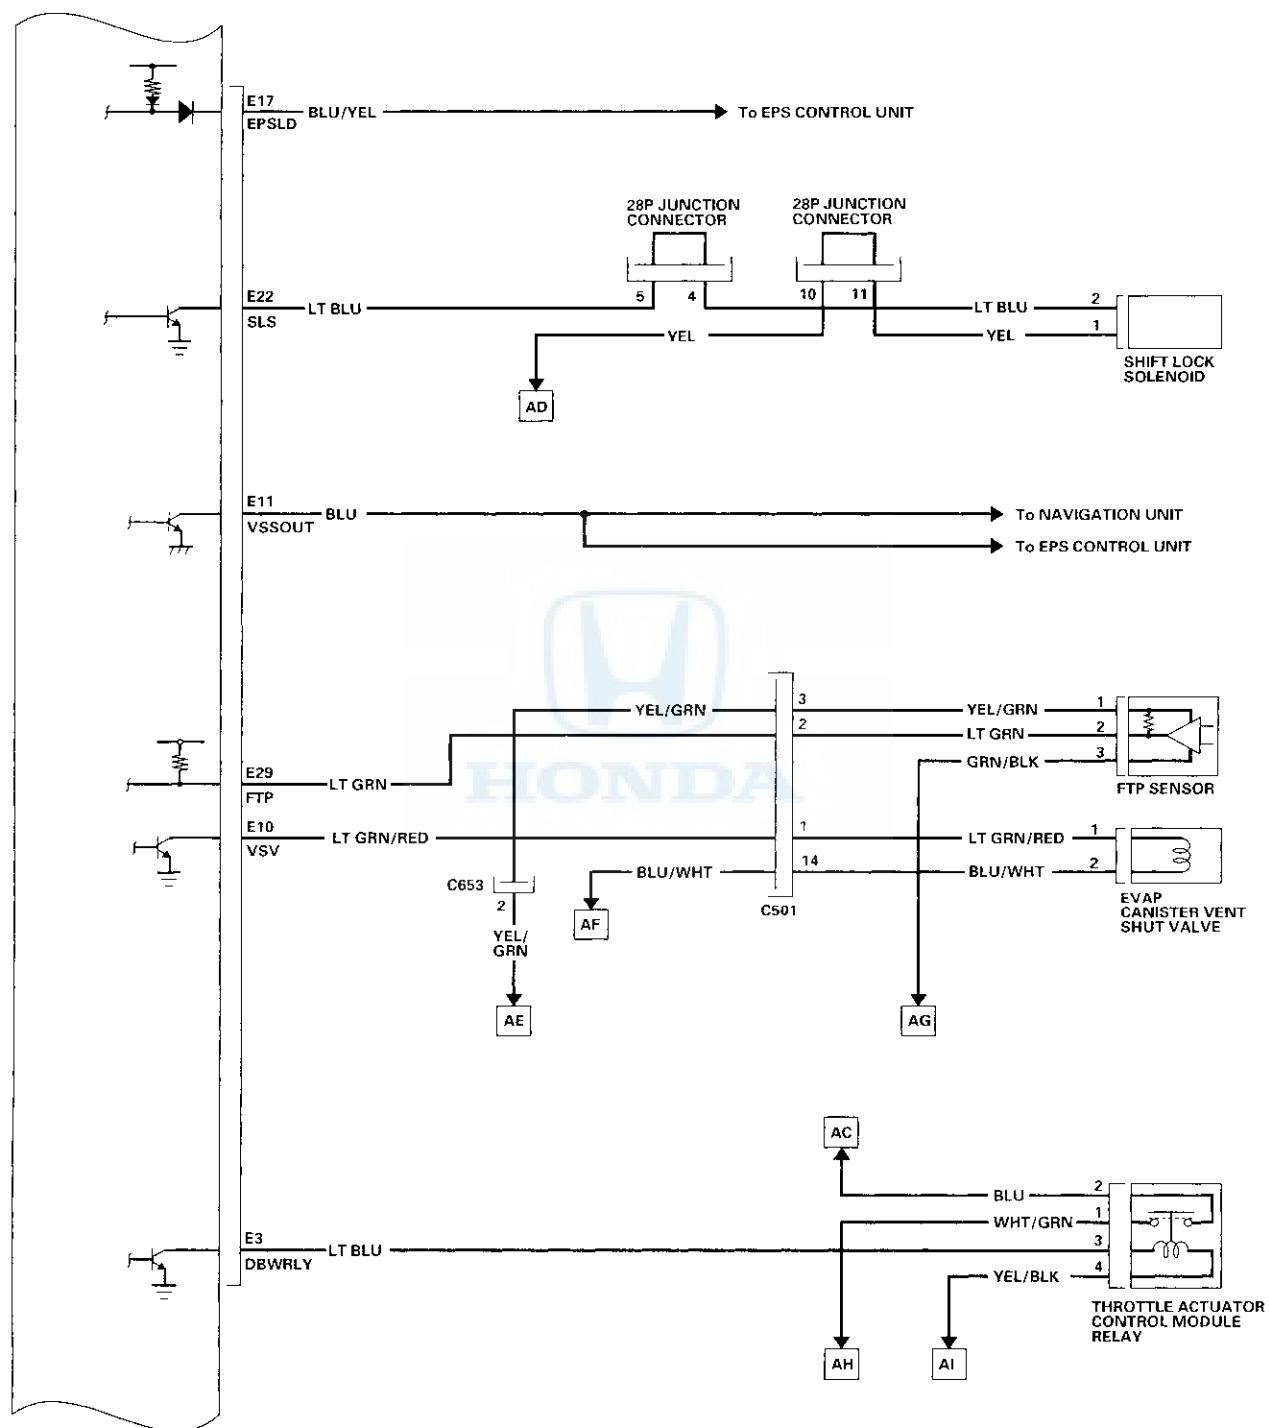 E17
BLU/YEL
To EPS CONTROL UNIT
EPSLD
28P JUNCTION
CONNECTOR
28P JUNCTION
CONNECTOR
E22
LT BLU
5
4
10
11
LT BLU
2
SLS
YEL
YEL
1
SHIFT LOCK
SOLENOID
AD
E11
BLU
To NAVIGATION UNIT
VSSOUT
To EPS CONTROL UNIT
YEL/GRN
3
YEL/GRN
1
2
LT GRN
2
GRN/BLK
3
E29
LT GRN
HONDA
FTP SENSOR
FTP
E10
LT GRN/RED
1
LT GRN/RED
1
VSV
14
BLU/WHT
BLU/WHT
2
C653
2
AF
C501
EVAP
CANISTER VENT
SHUT VALVE
YEL/
GRN
AE
AG
AC
BLU
2
WHT/GRN
1
E3
LT BLU
3
DBWRLY
YEL/BLK
4
THROTTLE ACTUATOR
CONTROL MODULE
RELAY
AH
AI